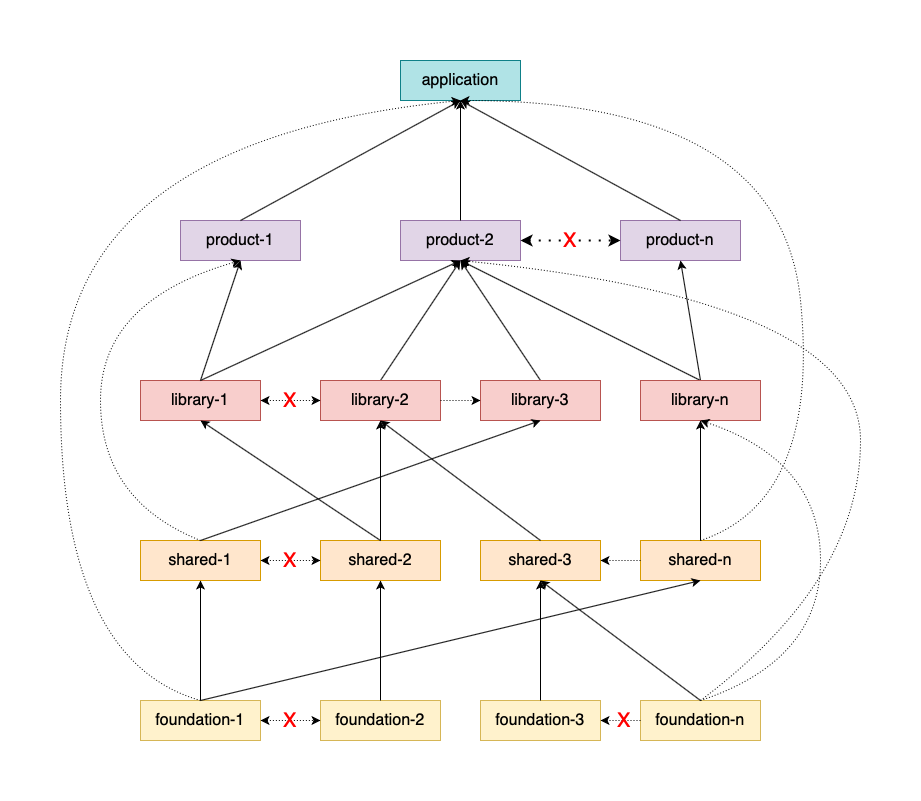 application
product-1
product-2
X
product-n
library-1
X
library-2
library-3
library-n
shared-1
X
shared-2
shared-3
shared-n
foundation-1
X
foundation-2
foundation-3
X
foundation-n